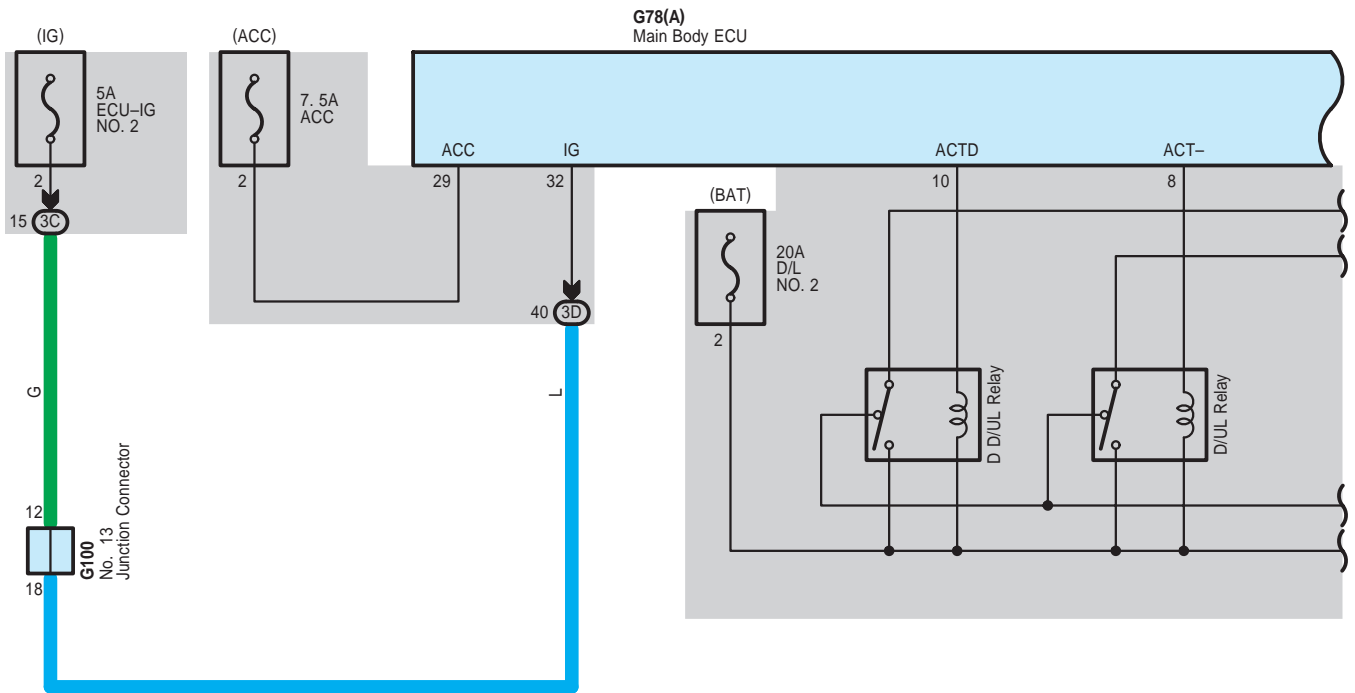 G78(A)
Main Body ECU
(IG)
(ACC)
5A
ECU–IG
NO. 2
7. 5A
ACC
ACC
IG
ACTD
ACT–
2
2
29
32
10
8
(BAT)
15
3C
20A
D/L
NO. 2
40
3D
2
G
L
D D/UL Relay
D/UL Relay
12
G100
No. 13
Junction Connector
18